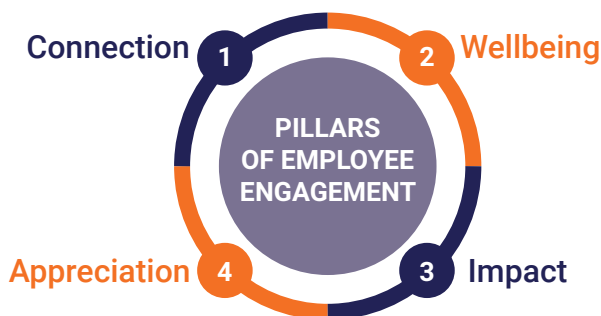 Connection
1
2
Wellbeing
PILLARS
OF EMPLOYEE
ENGAGEMENT
Appreciation
4
3
Impact